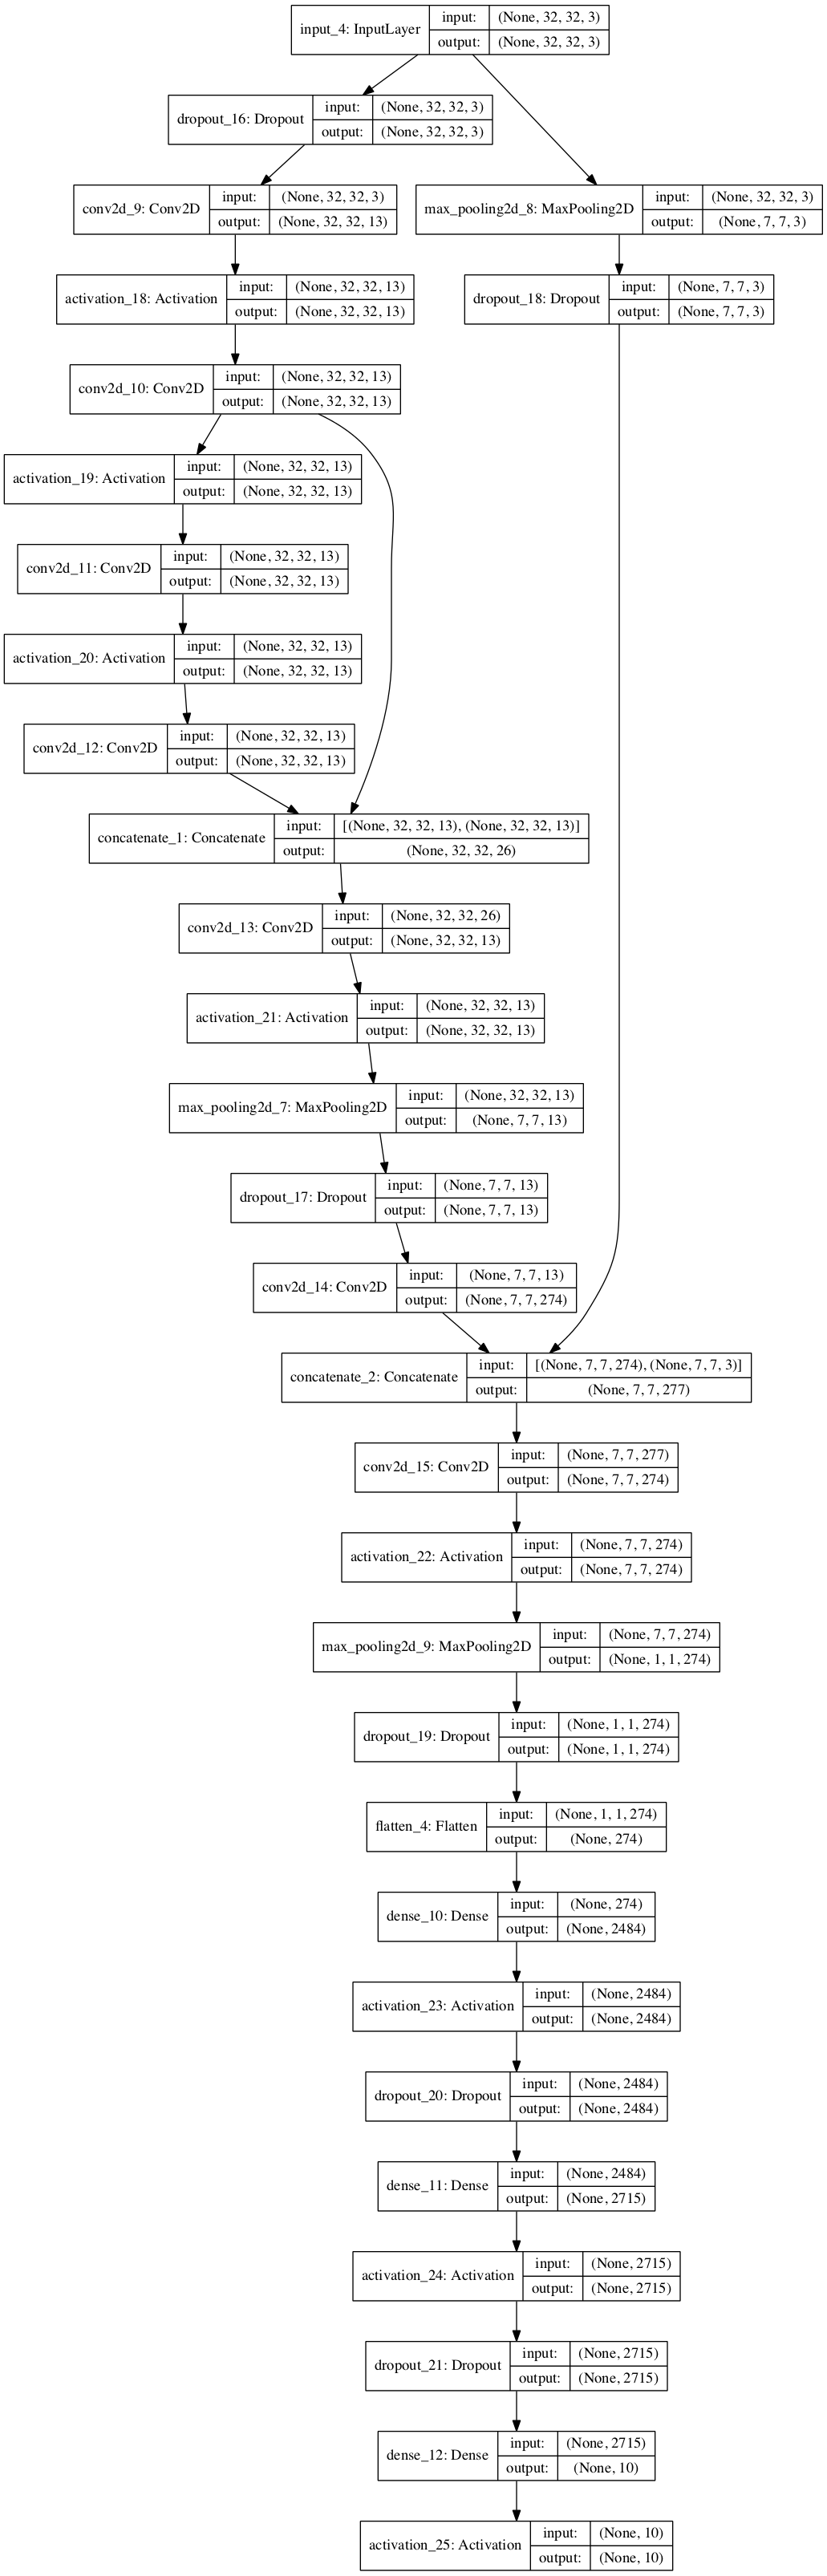 input_4: InputLayer
input: (None, 32, 32, 3)
output: (None, 32, 32, 3)
dropout_16: Dropout
input: (None, 32, 32, 3)
output: (None, 32, 32, 3)
conv2d_9: Conv2D
input: (None, 32, 32, 3)
output: (None, 32, 32, 13)
max_pooling2d_8: MaxPooling2D
input: (None, 32, 32, 3)
output: (None, 7, 7, 3)
activation_18: Activation
input: (None, 32, 32, 13)
output: (None, 32, 32, 13)
dropout_18: Dropout
input: (None, 7, 7, 3)
output: (None, 7, 7, 3)
conv2d_10: Conv2D
input: (None, 32, 32, 13)
output: (None, 32, 32, 13)
activation_19: Activation
input: (None, 32, 32, 13)
output: (None, 32, 32, 13)
conv2d_11: Conv2D
input: (None, 32, 32, 13)
output: (None, 32, 32, 13)
activation_20: Activation
input: (None, 32, 32, 13)
output: (None, 32, 32, 13)
conv2d_12: Conv2D
input: (None, 32, 32, 13)
output: (None, 32, 32, 13)
concatenate_1: Concatenate
input: [(None, 32, 32, 13), (None, 32, 32, 13)]
output: (None, 32, 32, 26)
conv2d_13: Conv2D
input: (None, 32, 32, 26)
output: (None, 32, 32, 13)
activation_21: Activation
input: (None, 32, 32, 13)
output: (None, 32, 32, 13)
max_pooling2d_7: MaxPooling2D
input: (None, 32, 32, 13)
output: (None, 7, 7, 13)
dropout_17: Dropout
input: (None, 7, 7, 13)
output: (None, 7, 7, 13)
conv2d_14: Conv2D
input: (None, 7, 7, 13)
output: (None, 7, 7, 274)
concatenate_2: Concatenate
input: [(None, 7, 7, 274), (None, 7, 7, 3)]
output: (None, 7, 7, 277)
conv2d_15: Conv2D
input: (None, 7, 7, 277)
output: (None, 7, 7, 274)
activation_22: Activation
input: (None, 7, 7, 274)
output: (None, 7, 7, 274)
max_pooling2d_9: MaxPooling2D
input: (None, 7, 7, 274)
output: (None, 1, 1, 274)
dropout_19: Dropout
input: (None, 1, 1, 274)
output: (None, 1, 1, 274)
flatten_4: Flatten
input: (None, 1, 1, 274)
output: (None, 274)
dense_10: Dense
input: (None, 274)
output: (None, 2484)
activation_23: Activation
input: (None, 2484)
output: (None, 2484)
dropout_20: Dropout
input: (None, 2484)
output: (None, 2484)
dense_11: Dense
input: (None, 2484)
output: (None, 2715)
activation_24: Activation
input: (None, 2715)
output: (None, 2715)
dropout_21: Dropout
input: (None, 2715)
output: (None, 2715)
dense_12: Dense
input: (None, 2715)
output: (None, 10)
activation_25: Activation
input: (None, 10)
output: (None, 10)